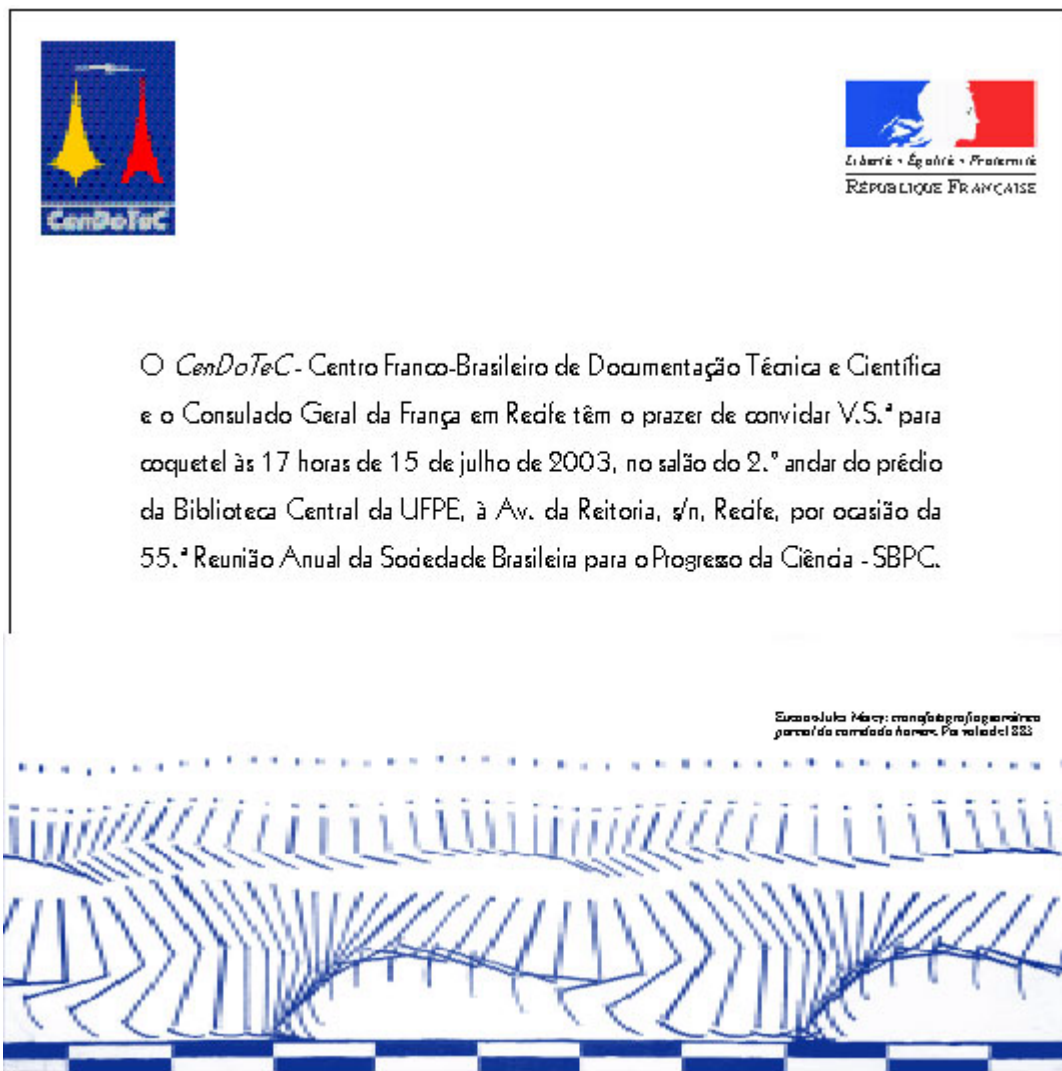 CenDoTeC
Liberté • Égalité • Fraternité
RÉPUBLIQUE FRANÇAISE
O CenDoTeC - Centro Franco-Brasileiro de Documentação Técnica e Científica
e o Consulado Geral da França em Recife têm o prazer de convidar V.S.ª para
coquetel às 17 horas de 15 de julho de 2003, no salão do 2.º andar do prédio
da Biblioteca Central da UFPE, à Av. da Reitoria, s/n, Recife, por ocasião da
55.ª Reunião Anual da Sociedade Brasileira para o Progresso da Ciência - SBPC.